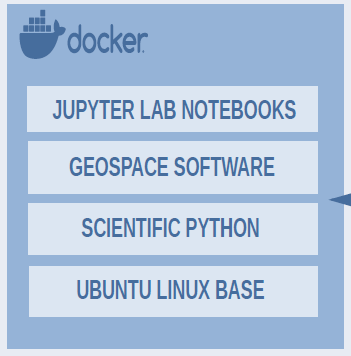 docker
JUPYTER LAB NOTEBOOKS
GEOSPACE SOFTWARE
SCIENTIFIC PYTHON
UBUNTU LINUX BASE